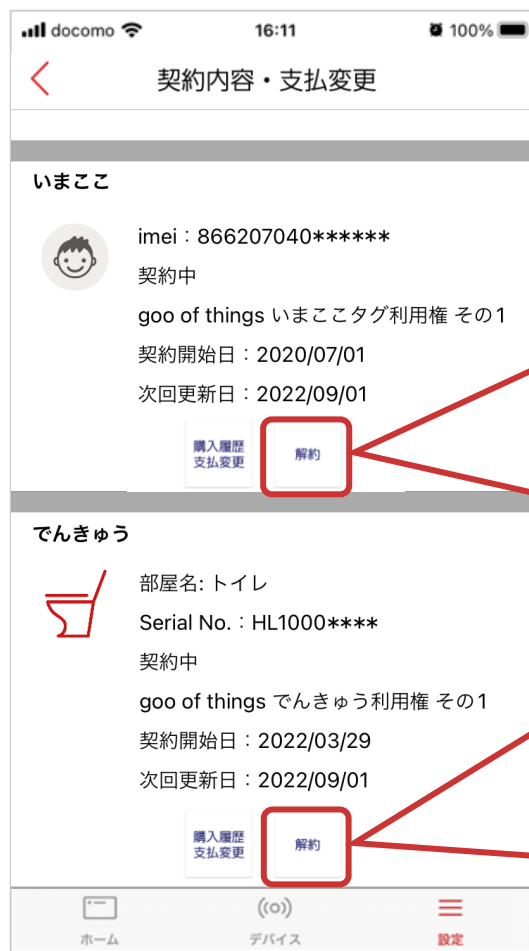 docomo 16:11 100%
契約内容・支払変更
いまここ
imei：866207040******
契約中
goo of things いまここタグ利用権 その1
契約開始日：2020/07/01
次回更新日：2022/09/01
購入履歴
支払変更
解約
でんきゅう
部屋名: トイレ
Serial No.：HL1000****
契約中
goo of things でんきゅう利用権 その1
契約開始日：2022/03/29
次回更新日：2022/09/01
購入履歴
支払変更
解約
ホーム デバイス 設定